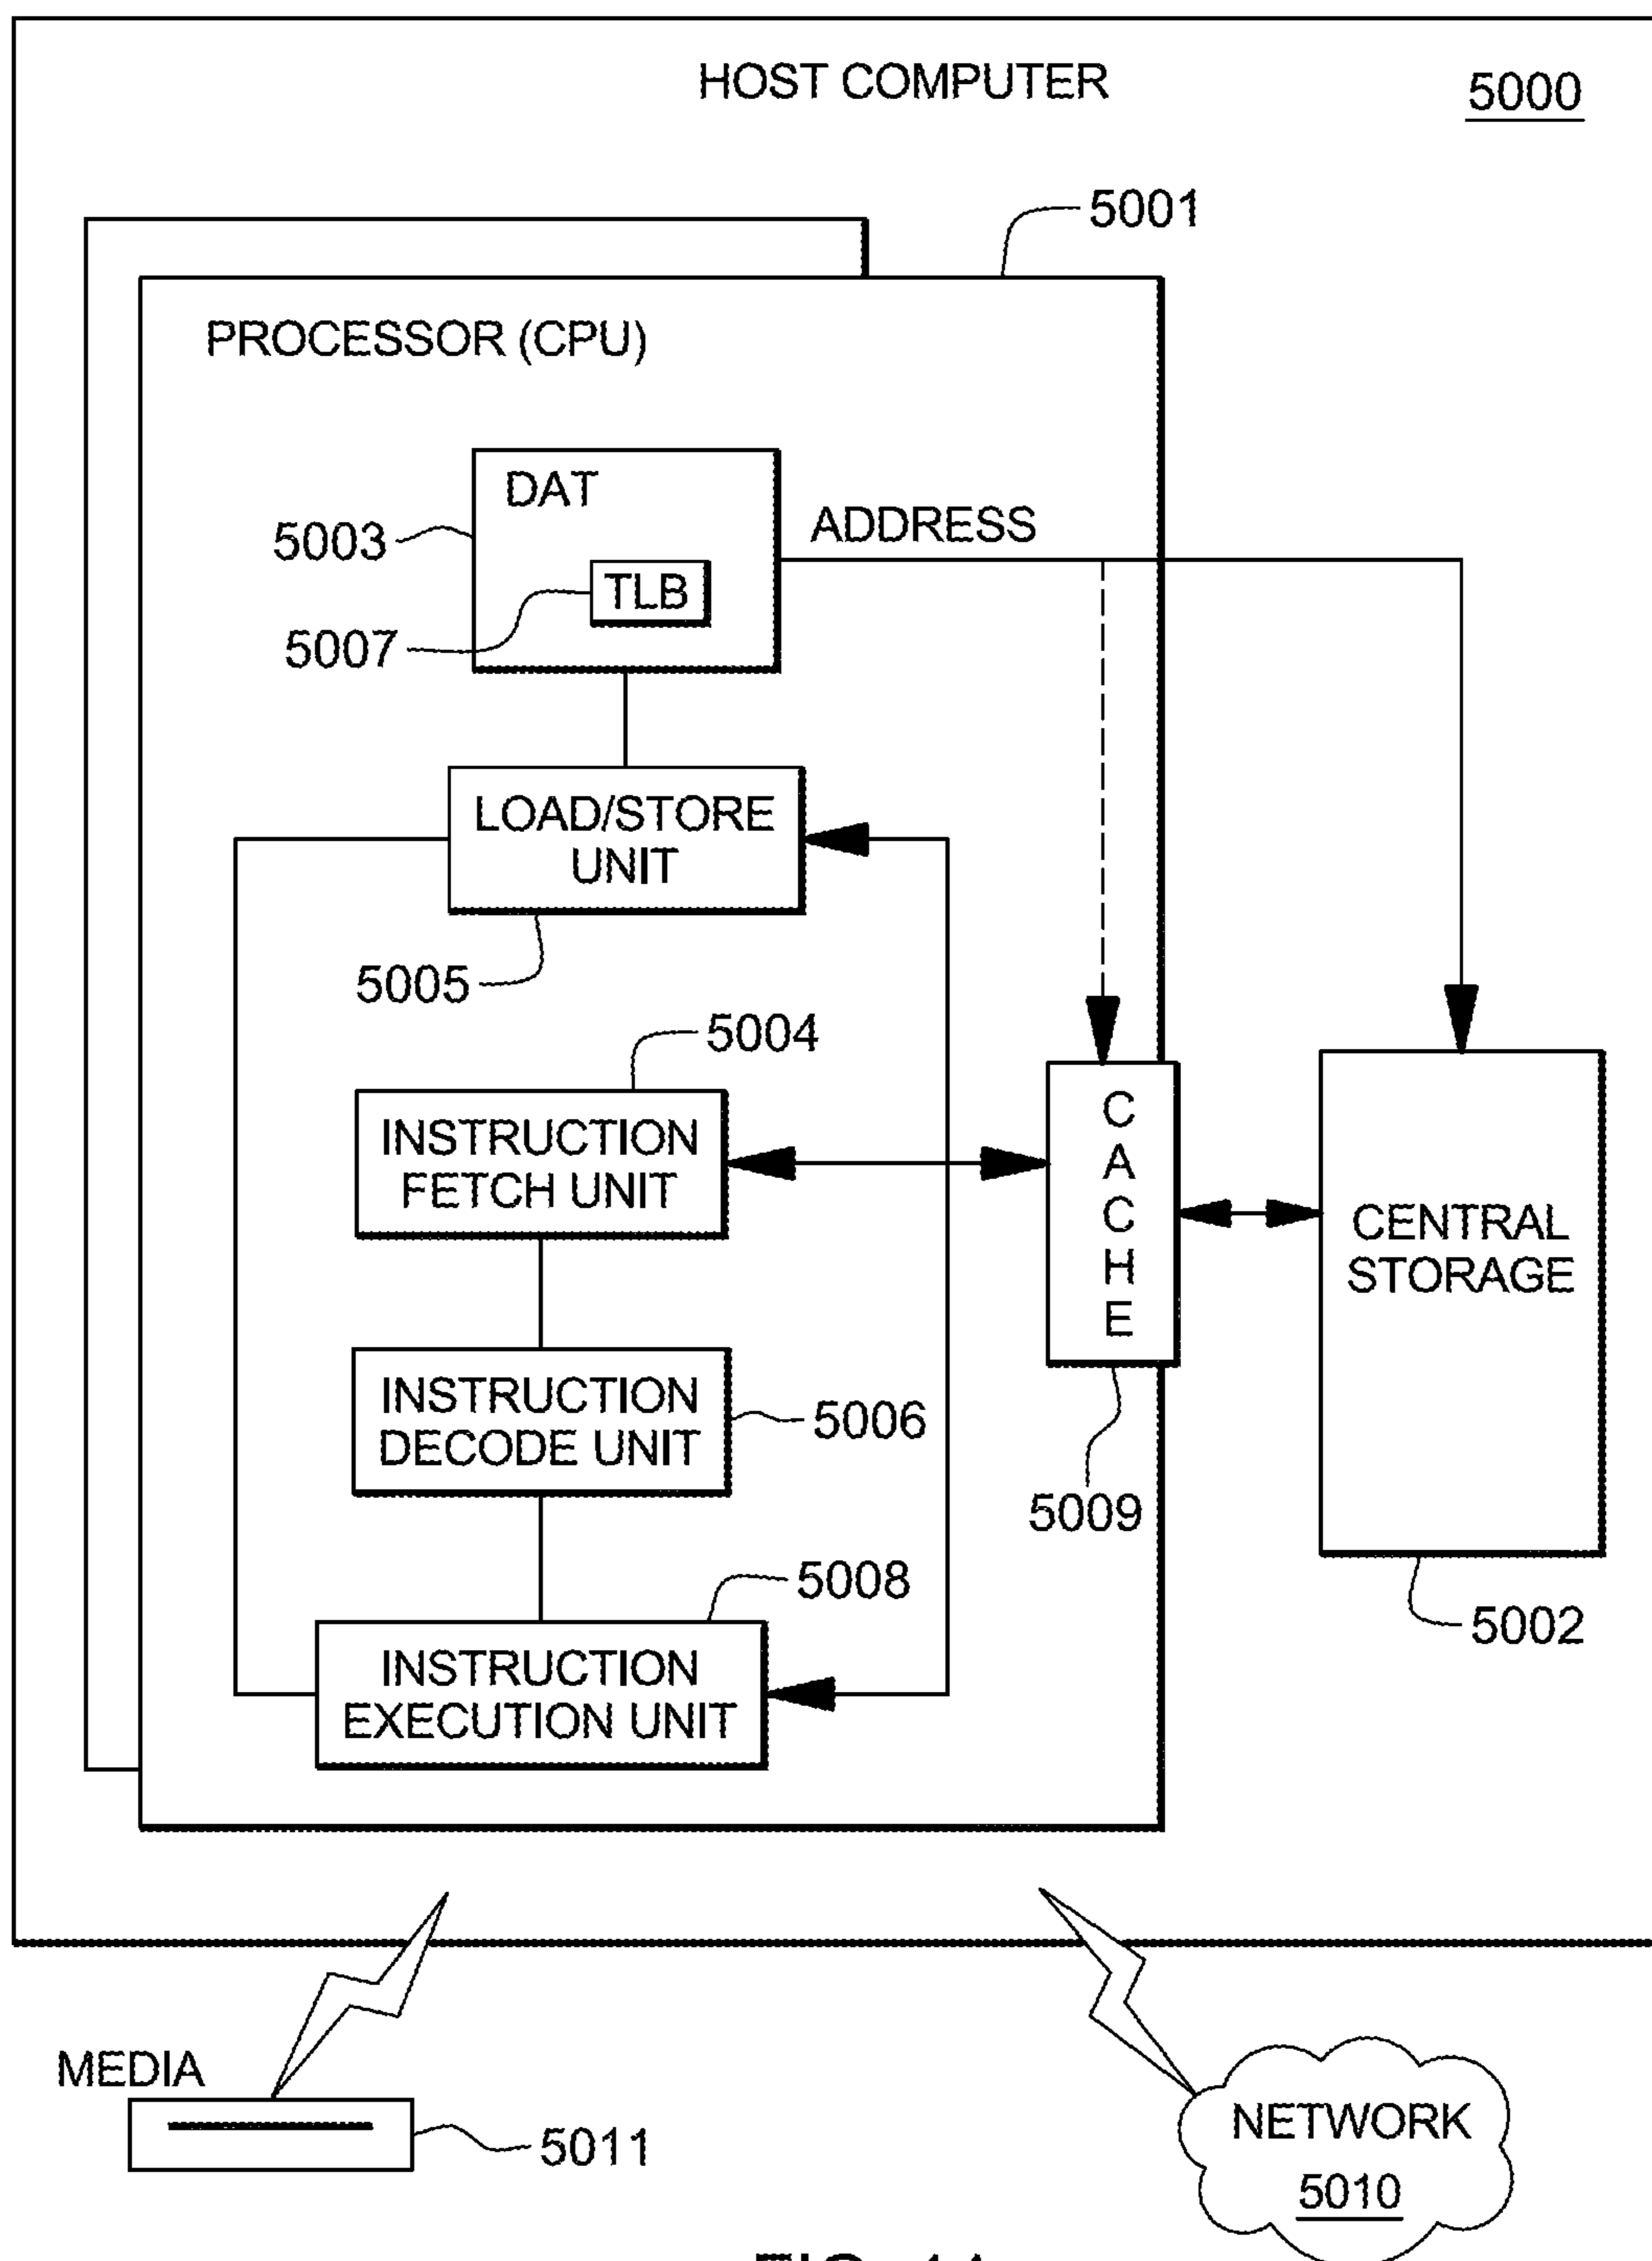 HOST COMPUTER
5000
5001
PROCESSOR (CPU)
DAT
ADDRESS
5003
TLB
5007
LOAD/STORE
UNIT
5005
5004
INSTRUCTION
FETCH UNIT
C
A
C
H
E
CENTRAL
STORAGE
INSTRUCTION
DECODE UNIT
5006
5009
5008
5002
INSTRUCTION
EXECUTION UNIT
MEDIA
5011
NETWORK
5010